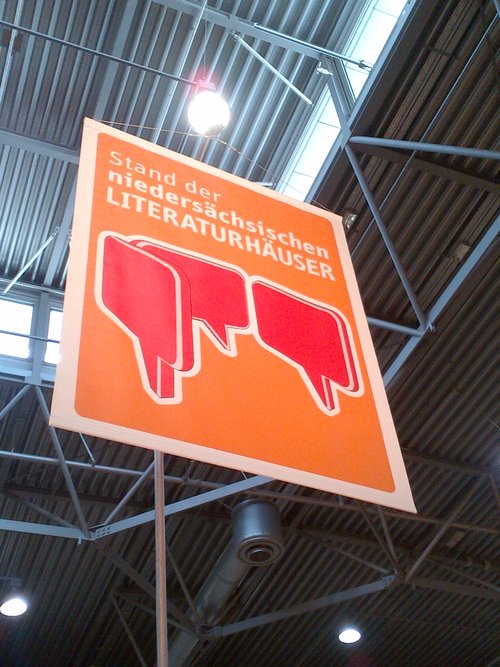 Stand der
niedersächsischen
LITERATURHÄUSER